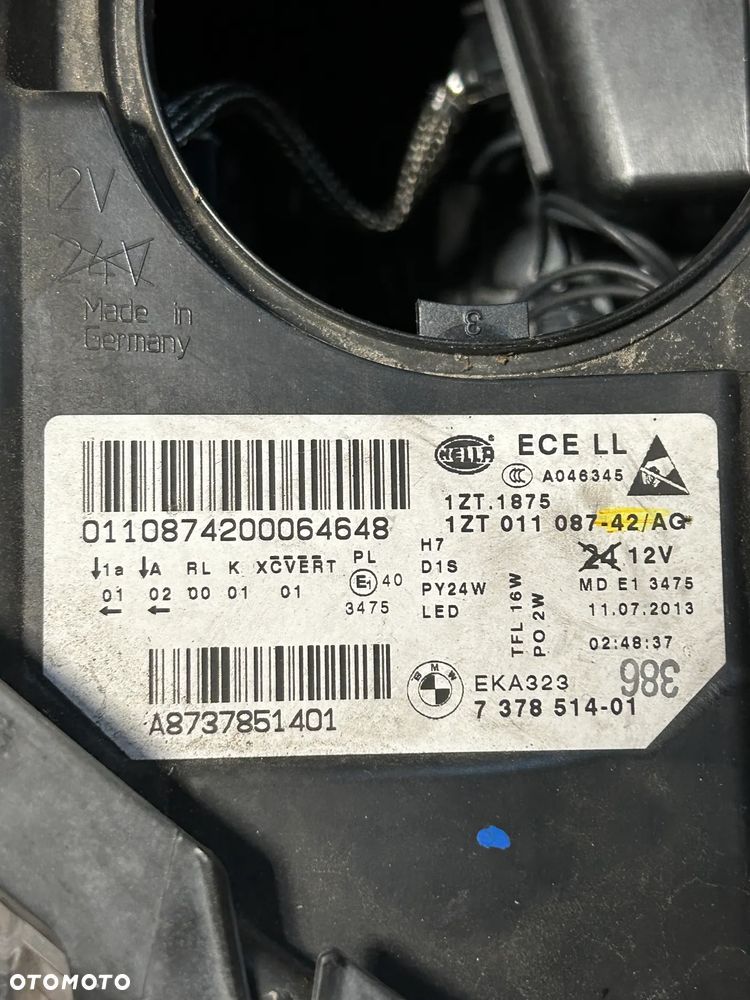 12V
24V
Made in
Germany
3
HELLA ® ECE LL
CCC A046345
1ZT.1875
0110874200064648
1ZT 011 087-42/AG
↓1a ↓A RL K XCVERT PL
01 02 00 01 01 E1 40
← ← 3475
H7
D1S
PY24W
LED
TFL 16W
PO 2W
24 12V
MD E1 3475
11.07.2013
02:48:37
986
BMW
EKA323
7 378 514-01
A8737851401
OTOMOTO